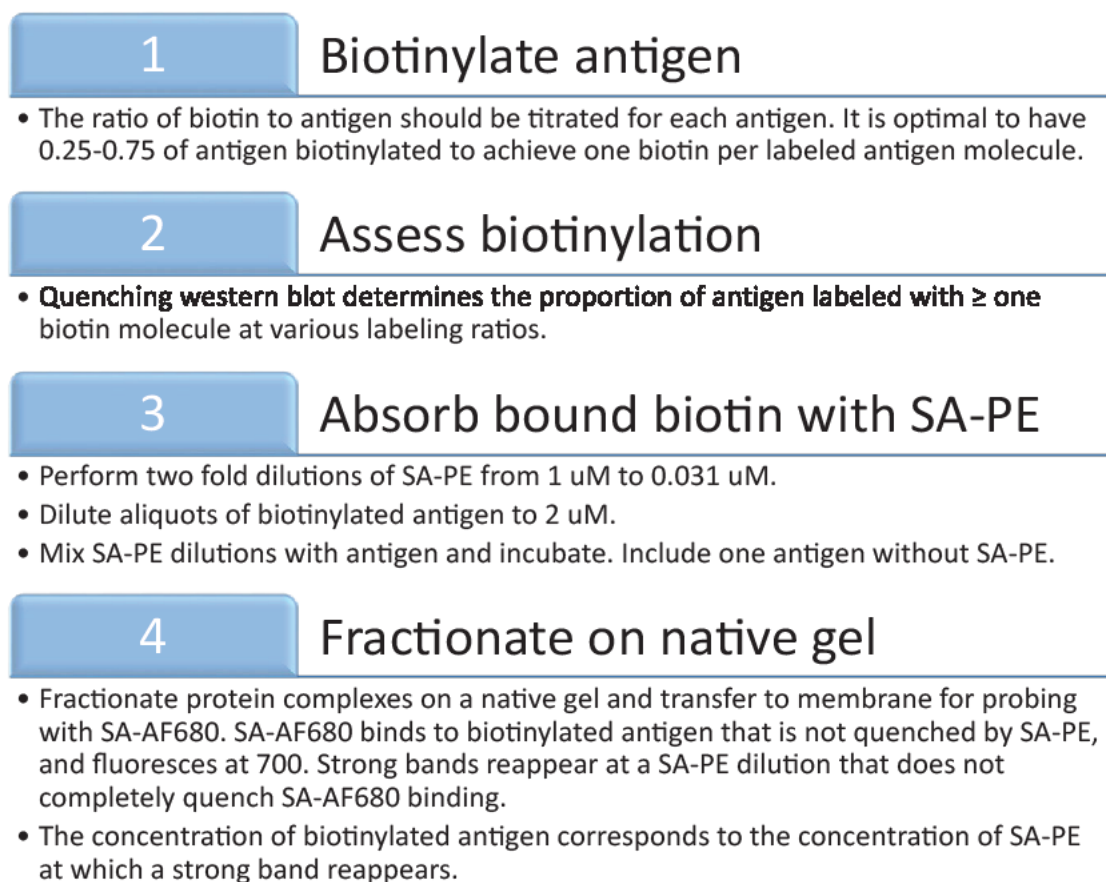 1
Biotinylate antigen
• The ratio of biotin to antigen should be titrated for each antigen. It is optimal to have
0.25-0.75 of antigen biotinylated to achieve one biotin per labeled antigen molecule.
2
Assess biotinylation
• Quenching western blot determines the proportion of antigen labeled with ≥ one
biotin molecule at various labeling ratios.
3
Absorb bound biotin with SA-PE
• Perform two fold dilutions of SA-PE from 1 uM to 0.031 uM.
• Dilute aliquots of biotinylated antigen to 2 uM.
• Mix SA-PE dilutions with antigen and incubate. Include one antigen without SA-PE.
4
Fractionate on native gel
• Fractionate protein complexes on a native gel and transfer to membrane for probing
with SA-AF680. SA-AF680 binds to biotinylated antigen that is not quenched by SA-PE,
and fluoresces at 700. Strong bands reappear at a SA-PE dilution that does not
completely quench SA-AF680 binding.
• The concentration of biotinylated antigen corresponds to the concentration of SA-PE
at which a strong band reappears.